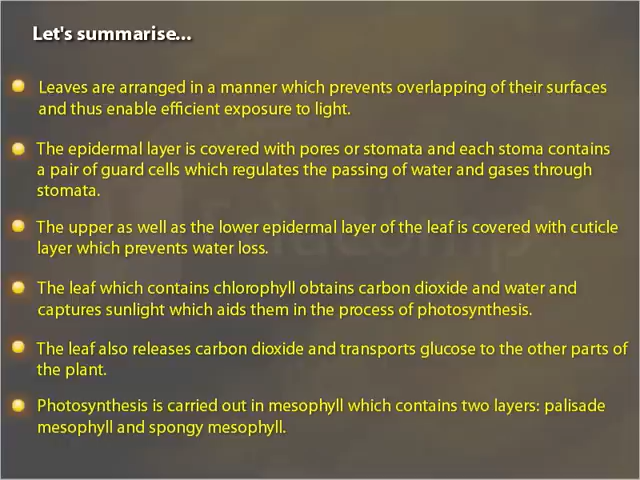 Let's summarise...
Leaves are arranged in a manner which prevents overlapping of their surfaces
and thus enable efficient exposure to light.
The epidermal layer is covered with pores or stomata and each stoma contains
a pair of guard cells which regulates the passing of water and gases through
stomata.
The upper as well as the lower epidermal layer of the leaf is covered with cuticle
layer which prevents water loss.
The leaf which contains chlorophyll obtains carbon dioxide and water and
captures sunlight which aids them in the process of photosynthesis.
The leaf also releases carbon dioxide and transports glucose to the other parts of
the plant.
Photosynthesis is carried out in mesophyll which contains two layers: palisade
mesophyll and spongy mesophyll.